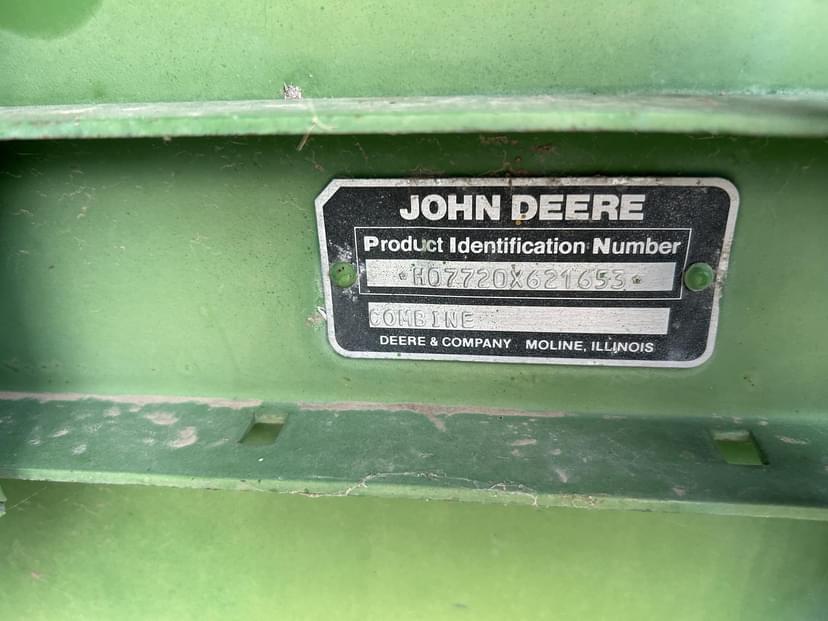 JOHN DEERE
Product Identification Number
*H07720X621653*
COMBINE
DEERE & COMPANY MOLINE, ILLINOIS